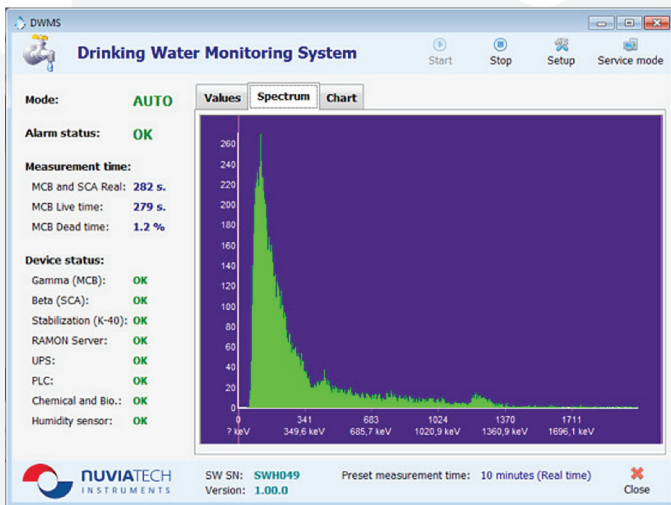 DWMS
Drinking Water Monitoring System
Start
Stop
Setup
Service mode
Mode: AUTO
Alarm status: OK
Measurement time:
MCB and SCA Real: 282 s.
MCB Live time: 279 s.
MCB Dead time: 1.2 %
Device status:
Gamma (MCB): OK
Beta (SCA): OK
Stabilization (K-40): OK
RAMON Server: OK
UPS: OK
PLC: OK
Chemical and Bio.: OK
Humidity sensor: OK
Values Spectrum Chart
260
240
220
200
180
160
140
120
100
80
60
40
20
0
0 341 683 1024 1370 1711
? keV 349,6 keV 685,7 keV 1020,9 keV 1360,9 keV 1696,1 keV
NUVIATECH
INSTRUMENTS
SW SN: SWH049 Preset measurement time: 10 minutes (Real time)
Version: 1.00.0
Close